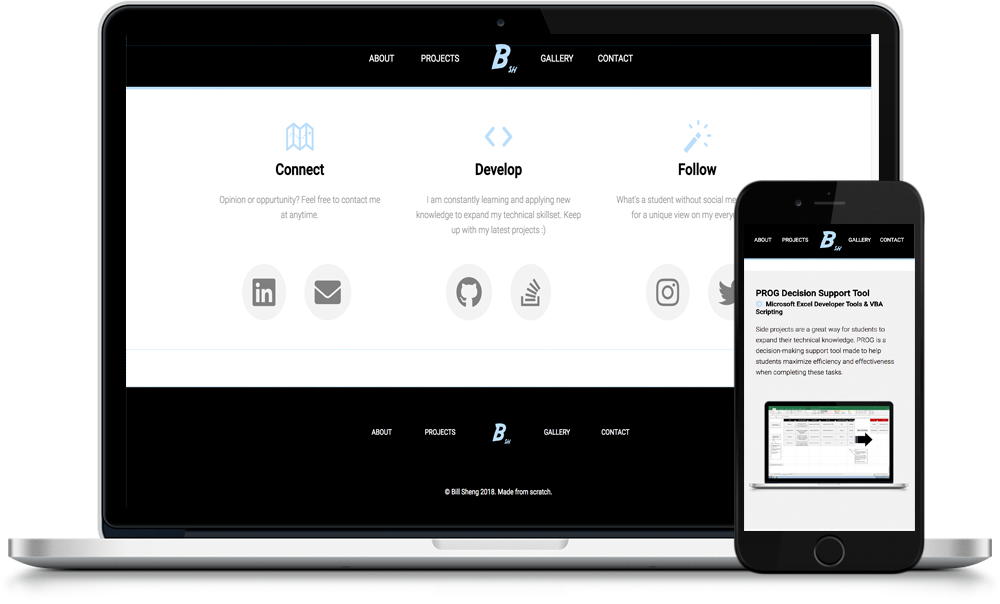 ABOUT PROJECTS B SH GALLERY CONTACT
Connect
Opinion or oppurtunity? Feel free to contact me
at anytime.
Develop
I am constantly learning and applying new
knowledge to expand my technical skillset. Keep
up with my latest projects :)
Follow
What's a student without social
for a unique view on my
in
ABOUT PROJECTS B SH GALLERY CONTACT
© Bill Sheng 2018. Made from scratch.
ABOUT PROJECTS B SH GALLERY CONTACT
PROG Decision Support Tool
Microsoft Excel Developer Tools & VBA
Scripting
Side projects are a great way for students to
expand their technical knowledge. PROG is a
decision-making support tool made to help
students maximize efficiency and effectiveness
when completing these tasks.